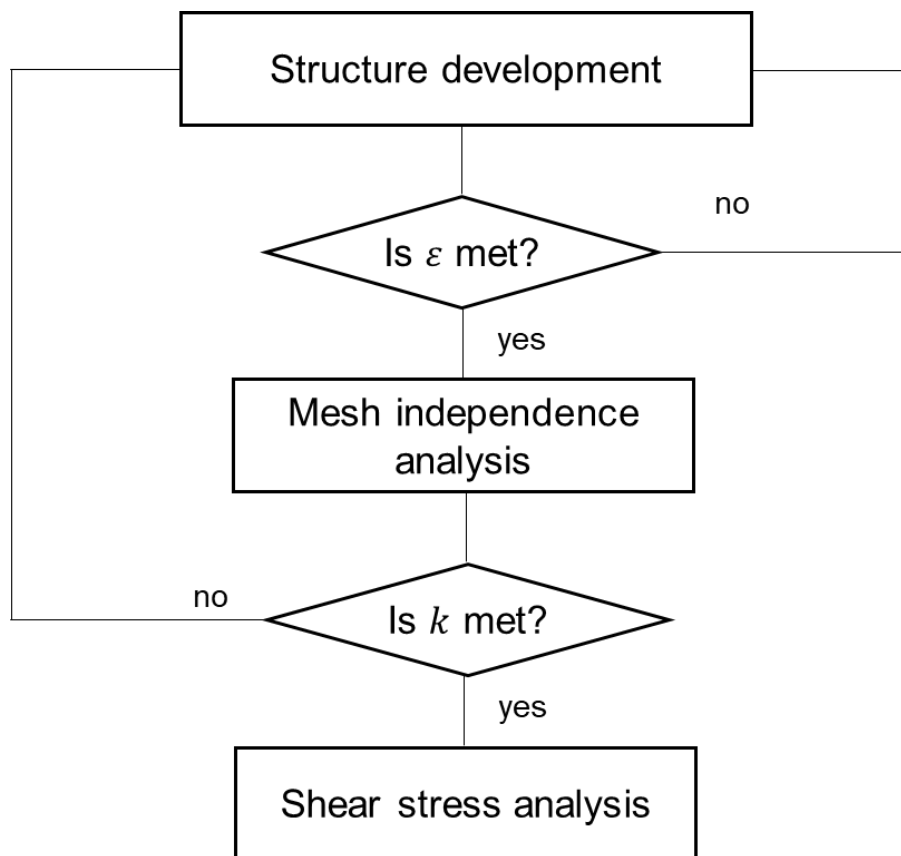 Structure development
no
Is ε met?
yes
Mesh independence
analysis
no
Is k met?
yes
Shear stress analysis